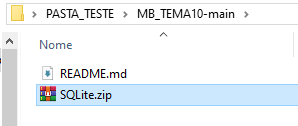 PASTA_TESTE > MB_TEMA10-main
Nome
README.md
SQLite.zip